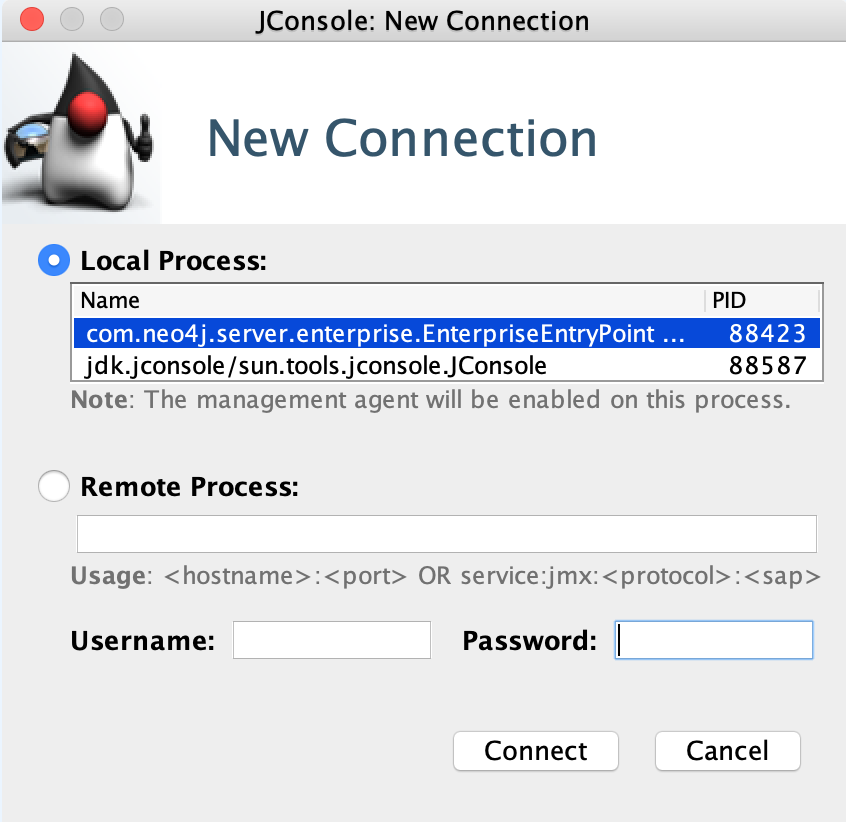 JConsole: New Connection
New Connection
Local Process:
Name PID
com.neo4j.server.enterprise.EnterpriseEntryPoint ... 88423
jdk.jconsole/sun.tools.jconsole.JConsole 88587
Note: The management agent will be enabled on this process.
Remote Process:
Usage: <hostname>:<port> OR service:jmx:<protocol>:<sap>
Username: Password:
Connect Cancel